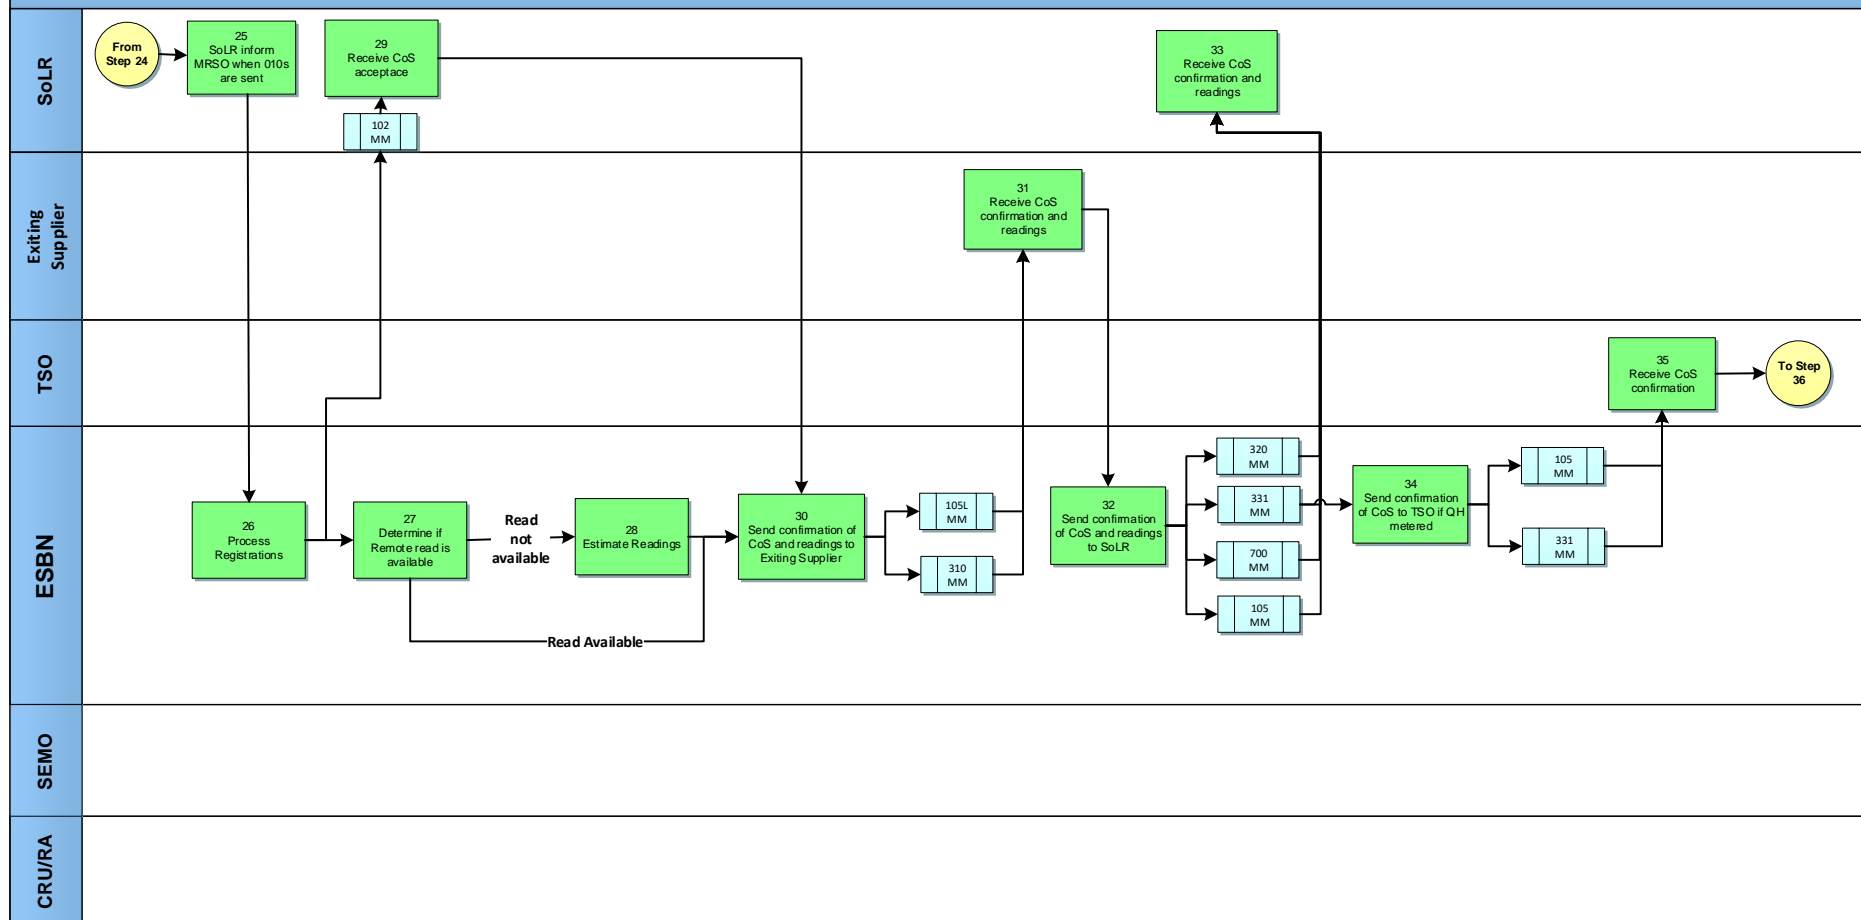 SoLR
From
Step 24
25
SoLR inform
MRSO when 010s
are sent
29
Receive CoS
acceptace
102
MM
33
Receive CoS
confirmation and
readings
Exiting
Supplier
31
Receive CoS
confirmation and
readings
TSO
35
Receive CoS
confirmation
To Step
36
ESBN
26
Process
Registrations
27
Determine if
Remote read is
available
Read
not
available
28
Estimate Readings
Read Available
30
Send confirmation of
CoS and readings to
Exiting Supplier
105L
MM
310
MM
32
Send confirmation
of CoS and readings
to SoLR
320
MM
331
MM
700
MM
105
MM
34
Send confirmation
of CoS to TSO if QH
metered
105
MM
331
MM
SEMO
CRU/RA